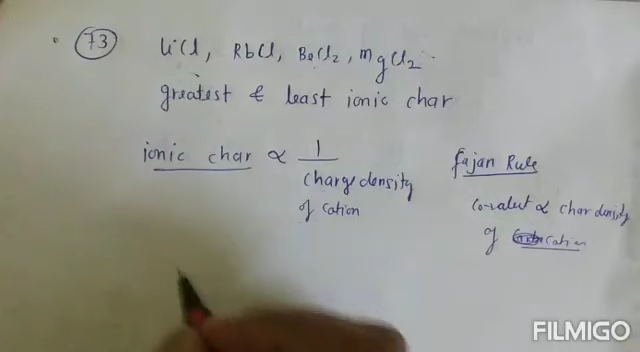 73
LiCl, RbCl, BeCl2, MgCl2
greatest & least ionic char
ionic char ∝ 1
charge density
of cation
Fajan Rule
covalent ∝ char density
of cation
FILMIGO